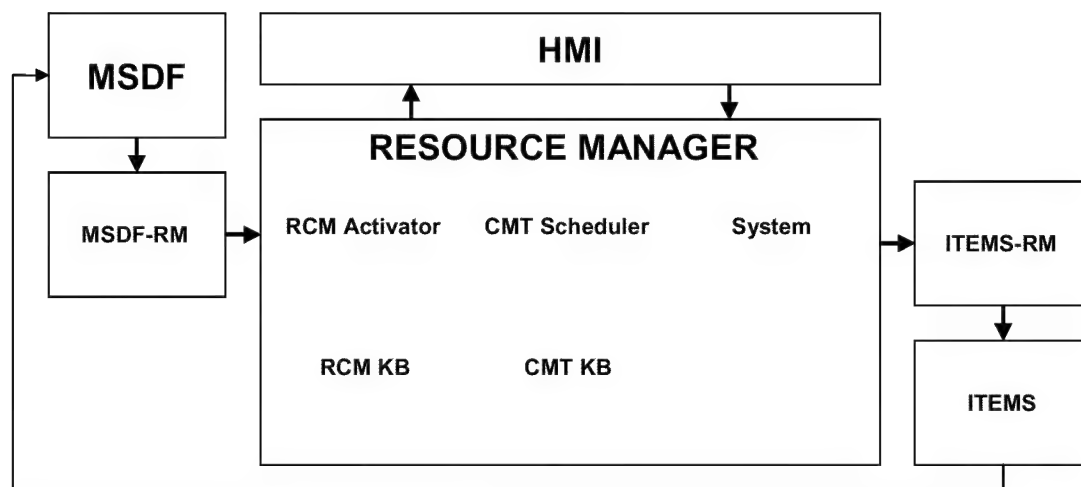 MSDF
HMI
RESOURCE MANAGER
MSDF-RM
RCM Activator
CMT Scheduler
System
ITEMS-RM
RCM KB
CMT KB
ITEMS